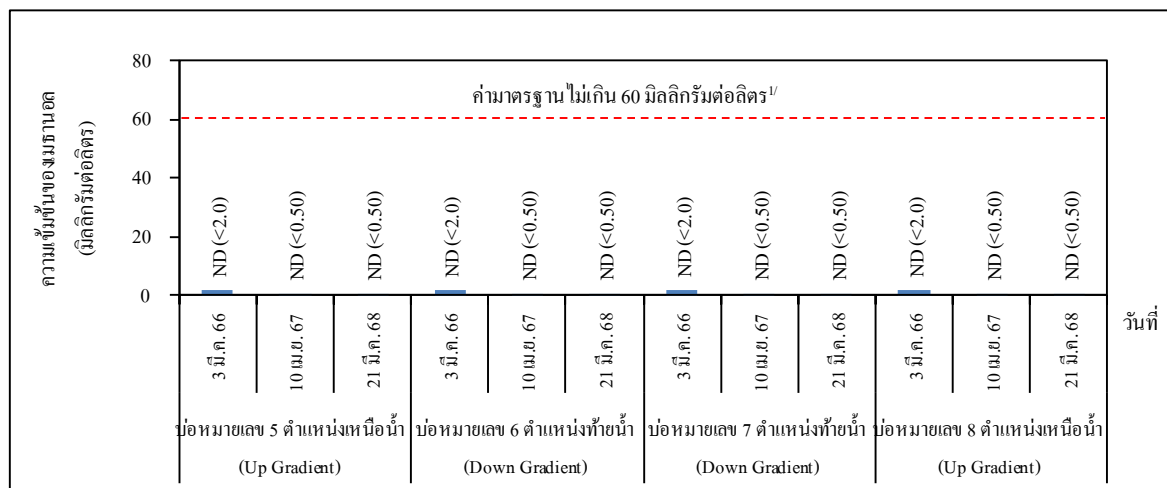 ความเข้มข้นของเมธานอล
(มิลลิกรัมต่อลิตร)
80
60
40
20
0
ค่ามาตรฐานไม่เกิน 60 มิลลิกรัมต่อลิตร1/
ND (<2.0)
ND (<0.50)
ND (<0.50)
ND (<2.0)
ND (<0.50)
ND (<0.50)
ND (<2.0)
ND (<0.50)
ND (<0.50)
ND (<2.0)
ND (<0.50)
ND (<0.50)
3 มี.ค. 66
10 เม.ย. 67
21 มี.ค. 68
3 มี.ค. 66
10 เม.ย. 67
21 มี.ค. 68
3 มี.ค. 66
10 เม.ย. 67
21 มี.ค. 68
3 มี.ค. 66
10 เม.ย. 67
21 มี.ค. 68
วันที่
บ่อหมายเลข 5 ตำแหน่งเหนือน้ำ
(Up Gradient)
บ่อหมายเลข 6 ตำแหน่งท้ายน้ำ
(Down Gradient)
บ่อหมายเลข 7 ตำแหน่งท้ายน้ำ
(Down Gradient)
บ่อหมายเลข 8 ตำแหน่งเหนือน้ำ
(Up Gradient)